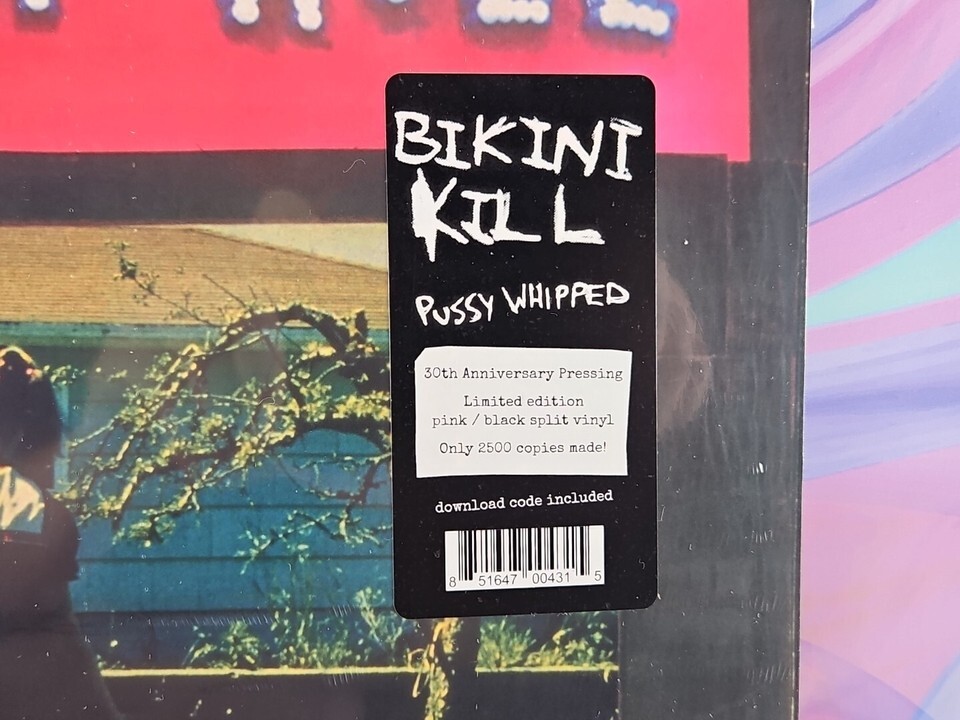 BIKINI
KILL
PUSSY WHIPPED
30th Anniversary Pressing
Limited edition
pink / black split vinyl
Only 2500 copies made!
download code included
8 51647 00431 5